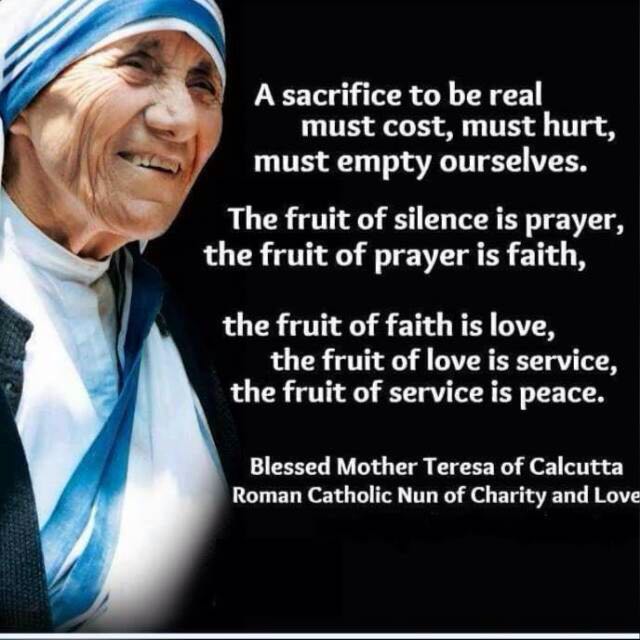 A sacrifice to be real
must cost, must hurt,
must empty ourselves.
The fruit of silence is prayer,
the fruit of prayer is faith,
the fruit of faith is love,
the fruit of love is service,
the fruit of service is peace.
Blessed Mother Teresa of Calcutta
Roman Catholic Nun of Charity and Love